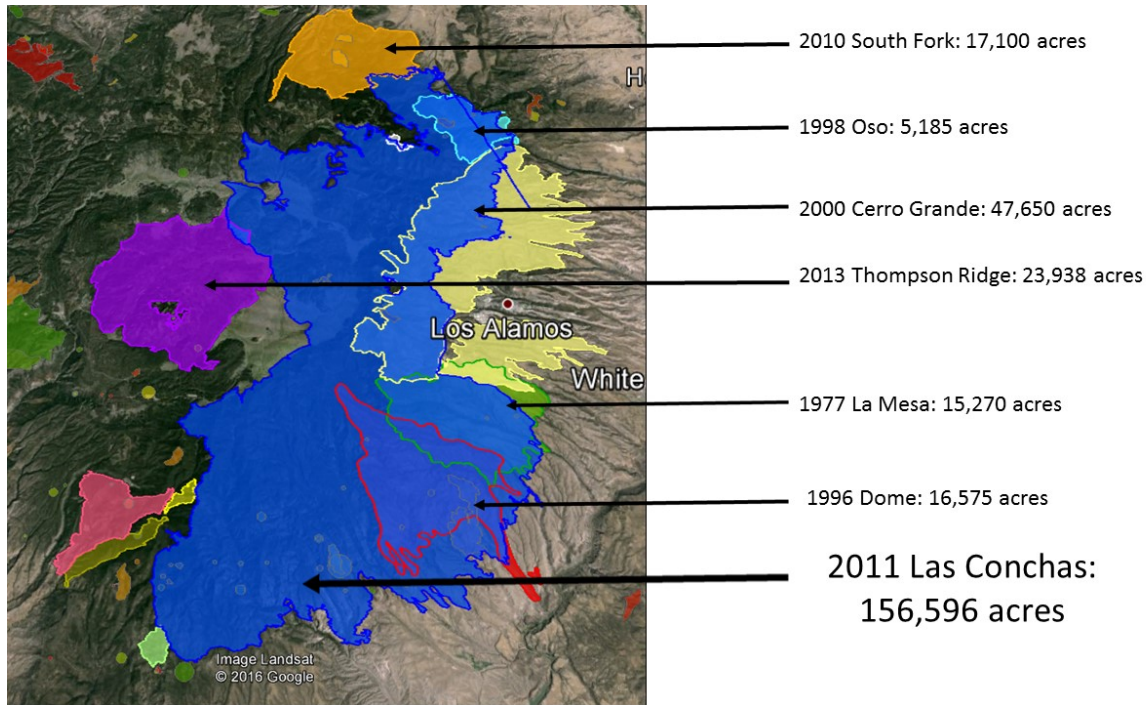 2010 South Fork: 17,100 acres
H
1998 Oso: 5,185 acres
2000 Cerro Grande: 47,650 acres
2013 Thompson Ridge: 23,938 acres
Los Alamos
White
1977 La Mesa: 15,270 acres
1996 Dome: 16,575 acres
2011 Las Conchas:
156,596 acres
Image Landsat
© 2016 Google